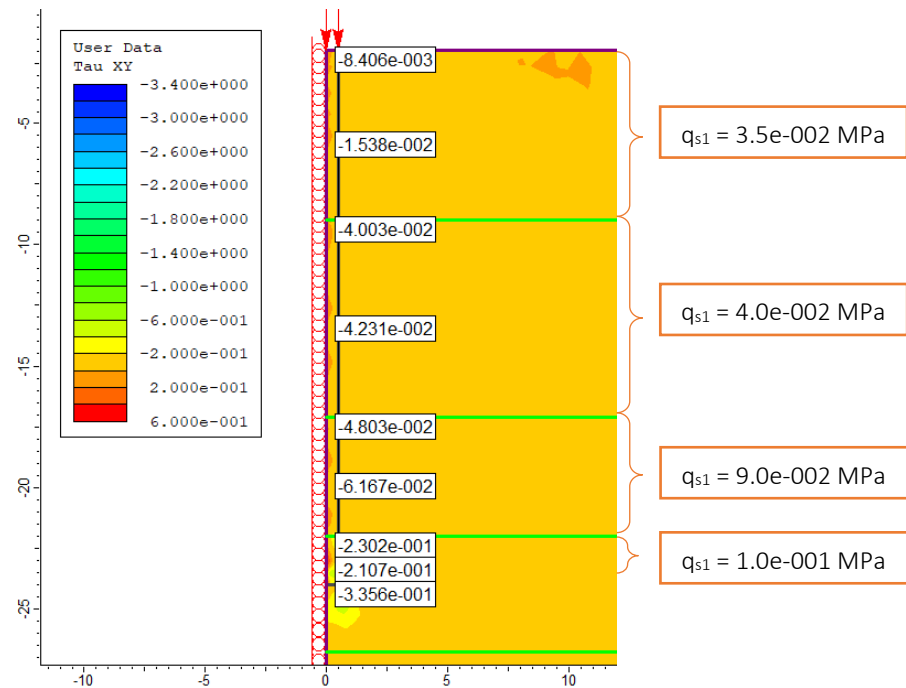 User Data
Tau XY
-3.400e+000
-3.000e+000
-2.600e+000
-2.200e+000
-1.800e+000
-1.400e+000
-1.000e+000
-6.000e-001
-2.000e-001
2.000e-001
6.000e-001
-8.406e-003
-1.538e-002
-4.003e-002
-4.231e-002
-4.803e-002
-6.167e-002
-2.302e-001
-2.107e-001
-3.356e-001
qs1 = 3.5e-002 MPa
qs1 = 4.0e-002 MPa
qs1 = 9.0e-002 MPa
qs1 = 1.0e-001 MPa
-5
-10
-15
-20
-25
-10 -5 0 5 10